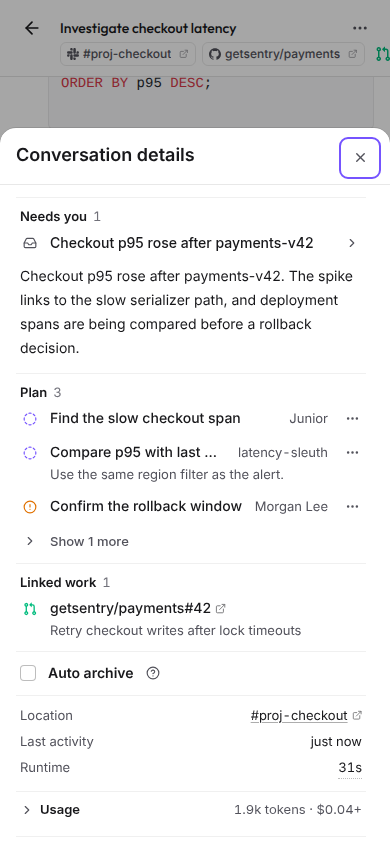 Investigate checkout latency
#proj-checkout getsentry/payments
ORDER BY p95 DESC;
Conversation details
Needs you 1
Checkout p95 rose after payments-v42
Checkout p95 rose after payments-v42. The spike
links to the slow serializer path, and deployment
spans are being compared before a rollback
decision.
Plan 3
Find the slow checkout span Junior
Compare p95 with last ... latency-sleuth
Use the same region filter as the alert.
Confirm the rollback window Morgan Lee
Show 1 more
Linked work 1
getsentry/payments#42
Retry checkout writes after lock timeouts
Auto archive
Location #proj-checkout
Last activity just now
Runtime 31s
Usage 1.9k tokens · $0.04+